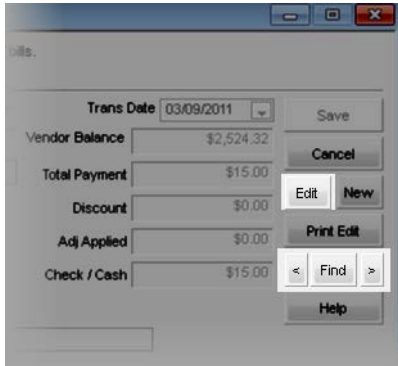 bills.
Trans Date 03/09/2011 Save
Vendor Balance $2,524.32
Cancel
Total Payment $15.00
Edit New
Discount $0.00
Print Edit
Adj Applied $0.00
Check / Cash $15.00 < Find >
Help